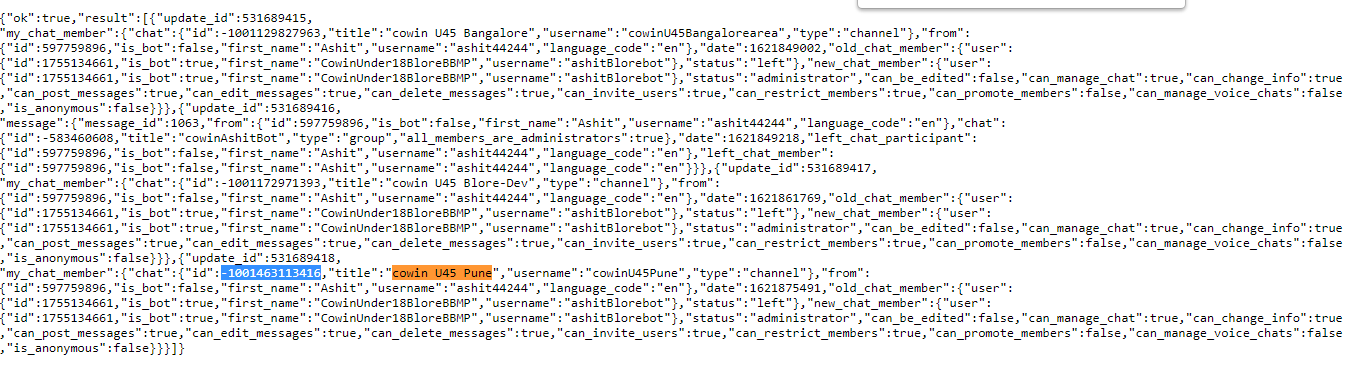 {"ok":true,"result":[{"update_id":531689415,
"my_chat_member":{"chat":{"id":-1001129827963,"title":"cowin U45 Bangalore","username":"cowinU45Bangalorearea","type":"channel"},"from":
{"id":597759896,"is_bot":false,"first_name":"Ashit","username":"ashit44244","language_code":"en"},"date":1621849002,"old_chat_member":{"user":
{"id":1755134661,"is_bot":true,"first_name":"CowinUnder18BloreBBMP","username":"ashitBlorebot"},"status":"left"},"new_chat_member":{"user":
{"id":1755134661,"is_bot":true,"first_name":"CowinUnder18BloreBBMP","username":"ashitBlorebot"},"status":"administrator","can_be_edited":false,"can_manage_chat":true,"can_change_info":true
,"can_post_messages":true,"can_edit_messages":true,"can_delete_messages":true,"can_invite_users":true,"can_restrict_members":true,"can_promote_members":false,"can_manage_voice_chats":false
,"is_anonymous":false}}},{"update_id":531689416,
"message":{"message_id":1063,"from":{"id":597759896,"is_bot":false,"first_name":"Ashit","username":"ashit44244","language_code":"en"},"chat":
{"id":-583460608,"title":"cowinAshitBot","type":"group","all_members_are_administrators":true},"date":1621849218,"left_chat_participant":
{"id":597759896,"is_bot":false,"first_name":"Ashit","username":"ashit44244","language_code":"en"},"left_chat_member":
{"id":597759896,"is_bot":false,"first_name":"Ashit","username":"ashit44244","language_code":"en"}}},{"update_id":531689417,
"my_chat_member":{"chat":{"id":-1001172971393,"title":"cowin U45 Blore-Dev","type":"channel"},"from":
{"id":597759896,"is_bot":false,"first_name":"Ashit","username":"ashit44244","language_code":"en"},"date":1621861769,"old_chat_member":{"user":
{"id":1755134661,"is_bot":true,"first_name":"CowinUnder18BloreBBMP","username":"ashitBlorebot"},"status":"left"},"new_chat_member":{"user":
{"id":1755134661,"is_bot":true,"first_name":"CowinUnder18BloreBBMP","username":"ashitBlorebot"},"status":"administrator","can_be_edited":false,"can_manage_chat":true,"can_change_info":true
,"can_post_messages":true,"can_edit_messages":true,"can_delete_messages":true,"can_invite_users":true,"can_restrict_members":true,"can_promote_members":false,"can_manage_voice_chats":false
,"is_anonymous":false}}},{"update_id":531689418,
"my_chat_member":{"chat":{"id":-1001463113416,"title":"cowin U45 Pune","username":"cowinU45Pune","type":"channel"},"from":
{"id":597759896,"is_bot":false,"first_name":"Ashit","username":"ashit44244","language_code":"en"},"date":1621875491,"old_chat_member":{"user":
{"id":1755134661,"is_bot":true,"first_name":"CowinUnder18BloreBBMP","username":"ashitBlorebot"},"status":"left"},"new_chat_member":{"user":
{"id":1755134661,"is_bot":true,"first_name":"CowinUnder18BloreBBMP","username":"ashitBlorebot"},"status":"administrator","can_be_edited":false,"can_manage_chat":true,"can_change_info":true
,"can_post_messages":true,"can_edit_messages":true,"can_delete_messages":true,"can_invite_users":true,"can_restrict_members":true,"can_promote_members":false,"can_manage_voice_chats":false
,"is_anonymous":false}}}]}